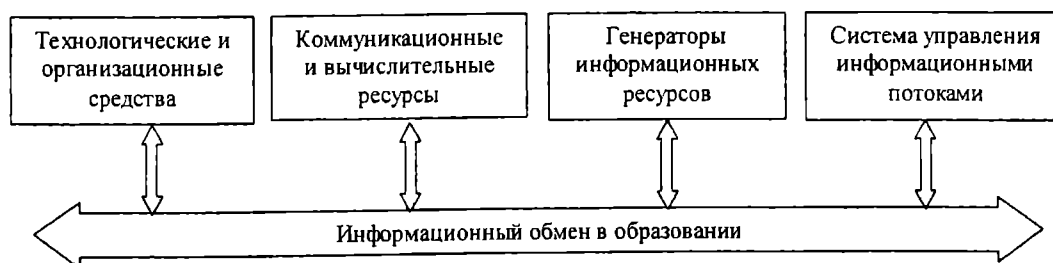 Технологические и
организационные
средства
Коммуникационные
и вычислительные
ресурсы
Генераторы
информационных
ресурсов
Система управления
информационными
потоками
Информационный обмен в образовании